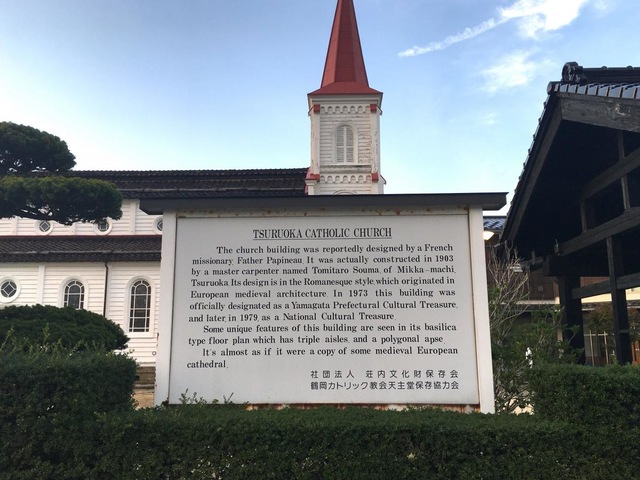 TSURUOKA CATHOLIC CHURCH
The church building was reportedly designed by a French
missionary Father Papineau. It was actually constructed in 1903
by a master carpenter named Tomitaro Souma of Mikka-machi,
Tsuruoka Its design is in the Romanesque style which originated in
European medieval architecture. In 1973 this building was
officially designated as a Yamagata Prefectural Cultural Treasure,
and later in 1979, as a National Cultural Treasure.
Some unique features of this building are seen in its basilica
type floor plan which has triple aisles, and a polygonal apse.
It's almost as if it were a copy of some medieval European
cathedral.
社団法人 荘内文化財保存会
鶴岡カトリック教会天主堂保存協力会